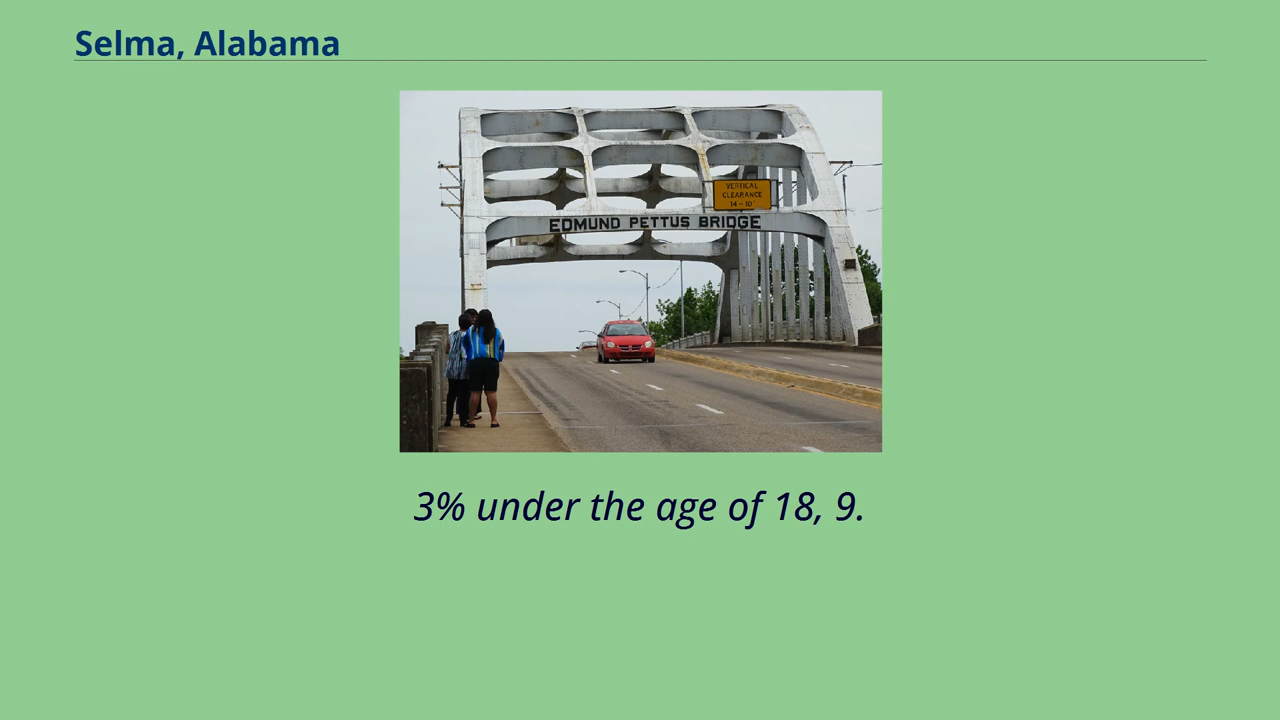 Selma, Alabama
VERTICAL
CLEARANCE
14-10
EDMUND PETTUS BRIDGE
3% under the age of 18, 9.